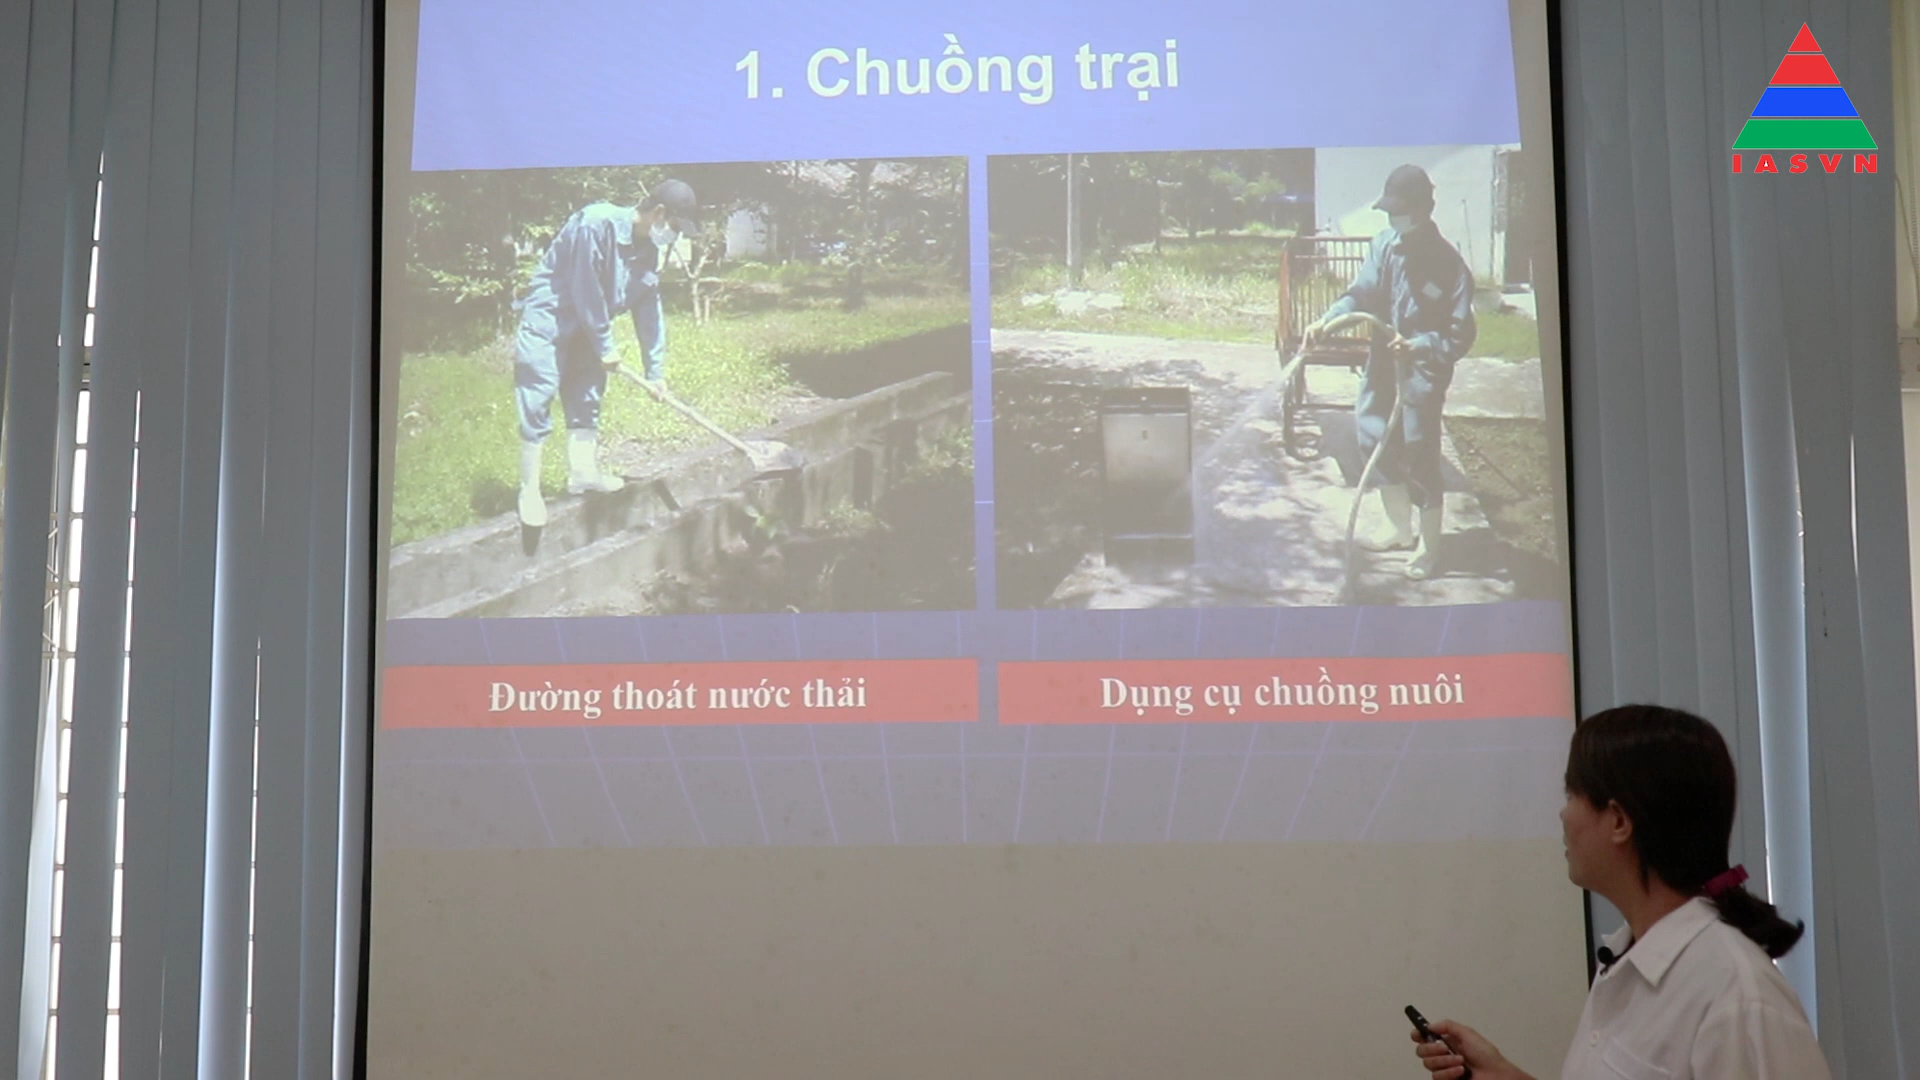 1. Chuồng trại
IASVN
Đường thoát nước thải
Dụng cụ chuồng nuôi